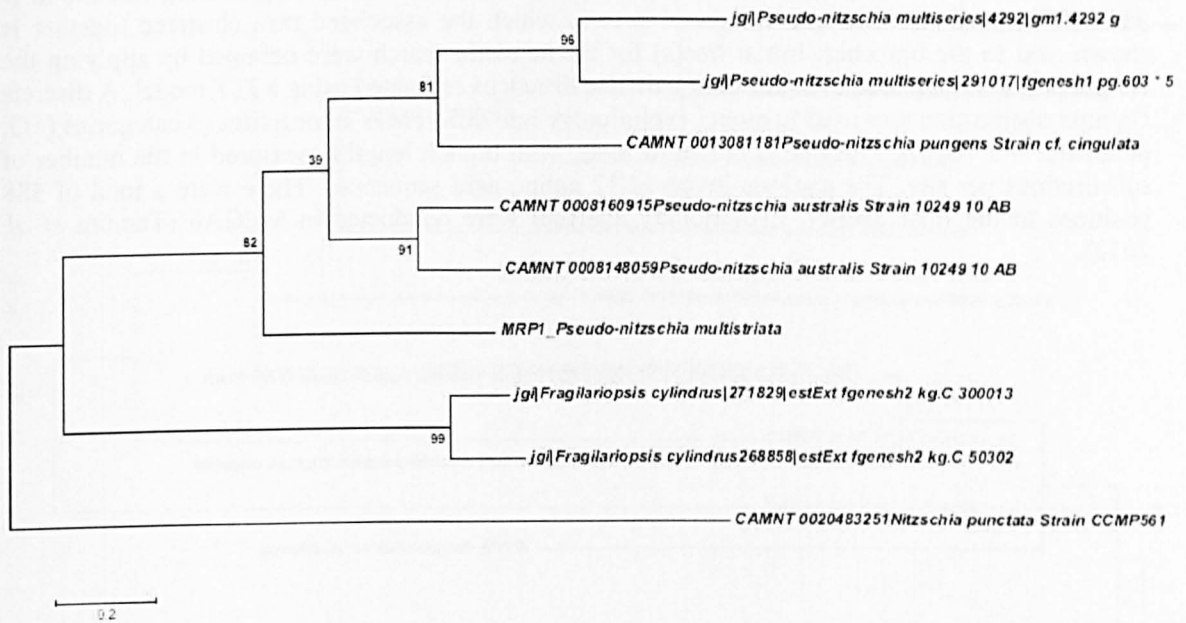 jgi|Pseudo-nitzschia multiseries|4292|gm1.4292 g
96
jgi|Pseudo-nitzschia multiseries|291017|fgenesh1 pg.603 * 5
81
CAMNT 0013081181Pseudo-nitzschia pungens Strain cf. cingulata
39
CAMNT 0008160915Pseudo-nitzschia australis Strain 10249 10 AB
82
91
CAMNT 0008148059Pseudo-nitzschia australis Strain 10249 10 AB
MRP1_Pseudo-nitzschia multistriata
jgi|Fragilariopsis cylindrus|271829|estExt fgenesh2 kg.C 300013
99
jgi|Fragilariopsis cylindrus268858|estExt fgenesh2 kg.C 50302
CAMNT 0020483251Nitzschia punctata Strain CCMP561
0.2